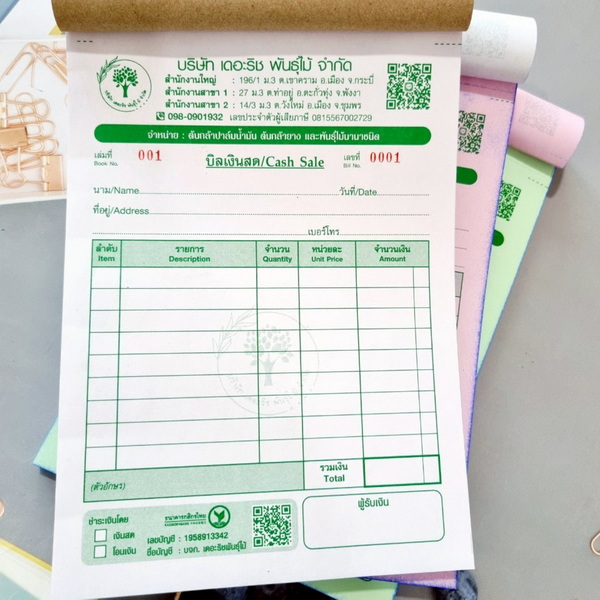 บริษัท เดอะริช พันธุ์ไม้ จำกัด
สำนักงานใหญ่ : 196/1 ม.3 ต.เขาคราม อ.เมือง จ.กระบี่
สำนักงานสาขา 1 : 27 ม.3 ต.ท่าอยู่ อ.ตะกั่วทุ่ง จ.พังงา
สำนักงานสาขา 2 : 14/3 ม.3 ต.วังใหม่ อ.เมือง จ.ชุมพร
098-0901932 เลขประจำตัวผู้เสียภาษี 0815567002729
จำหน่าย : ต้นกล้าปาล์มน้ำมัน ต้นกล้ายาง และพันธุ์ไม้นานาชนิด
เล่มที่ 001 บิลเงินสด/Cash Sale เลขที่ 0001
Book No. Bill No.
นาม/Name วันที่/Date
ที่อยู่/Address
เบอร์โทร
ลำดับ รายการ จำนวน หน่วยละ จำนวนเงิน
Item Description Quantity Unit Price Amount
รวมเงิน
(ตัวอักษร) Total
ชำระเงินโดย ธนาคารกสิกรไทย ผู้รับเงิน
เงินสด เลขบัญชี : 1958913342
โอนเงิน ชื่อบัญชี : บจก. เดอะริชพันธุ์ไม้